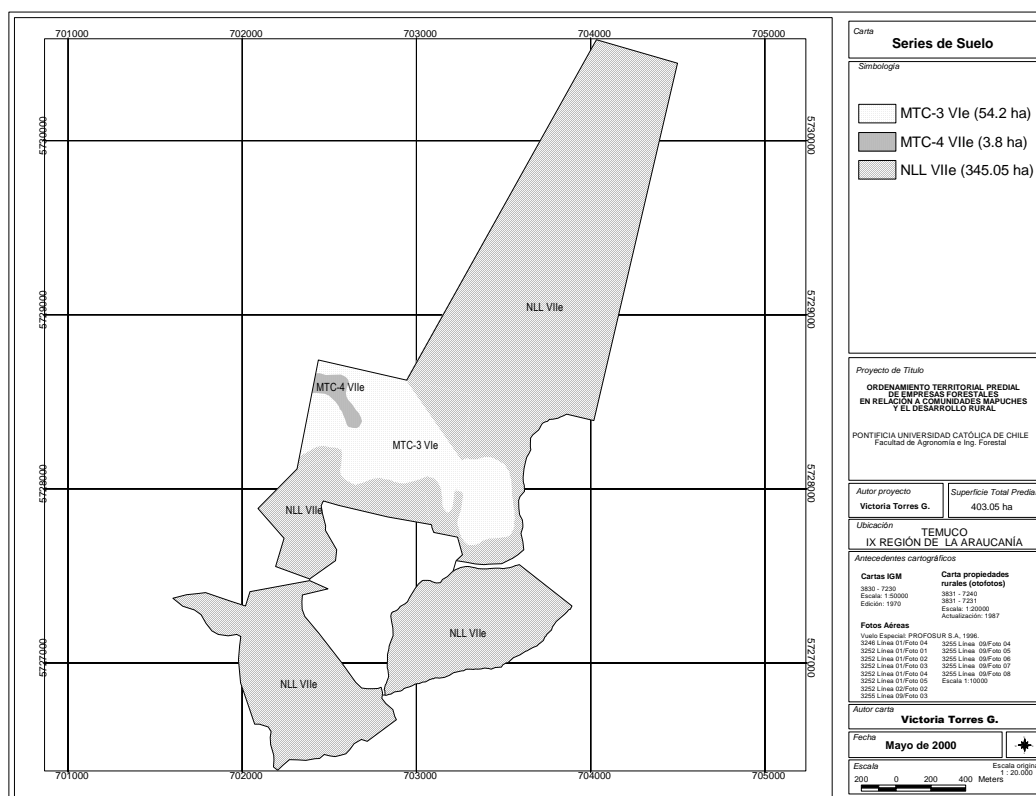 701000 702000 703000 704000 705000
5730000 5730000
5729000 5729000
5728000 5728000
5727000 5727000
NLL VIIe
MTC-4 VIIe
MTC-3 VIe
NLL VIIe
NLL VIIe
NLL VIIe
701000 702000 703000 704000 705000
Carta
Series de Suelo
Simbología
MTC-3 VIe (54.2 ha)
MTC-4 VIIe (3.8 ha)
NLL VIIe (345.05 ha)
Proyecto de Título
ORDENAMIENTO TERRITORIAL PREDIAL
DE EMPRESAS FORESTALES
EN RELACIÓN A COMUNIDADES MAPUCHES
Y EL DESARROLLO RURAL
PONTIFICIA UNIVERSIDAD CATÓLICA DE CHILE
Facultad de Agronomía e Ing. Forestal
Autor proyecto
Victoria Torres G.
Superficie Total Predial
403.05 ha
Ubicación
TEMUCO
IX REGIÓN DE LA ARAUCANÍA
Antecedentes cartográficos
Cartas IGM
3830 - 7230
Escala: 1:50000
Edición: 1970
Carta propiedades
rurales (otofotos)
3831 - 7240
3831 - 7231
Escala: 1:20000
Actualización: 1987
Fotos Aéreas
Vuelo Especial: PROFOSUR S.A, 1996.
3246 Línea 01/Foto 04
3252 Línea 01/Foto 01
3252 Línea 01/Foto 02
3252 Línea 01/Foto 03
3252 Línea 01/Foto 04
3252 Línea 01/Foto 05
3252 Línea 02/Foto 02
3255 Línea 09/Foto 03
3255 Línea 09/Foto 04
3255 Línea 09/Foto 05
3255 Línea 09/Foto 06
3255 Línea 09/Foto 07
3255 Línea 09/Foto 08
Escala 1:10000
Autor carta
Victoria Torres G.
Fecha
Mayo de 2000
Escala
200 0 200 400 Meters
Escala origina
1 : 20.000